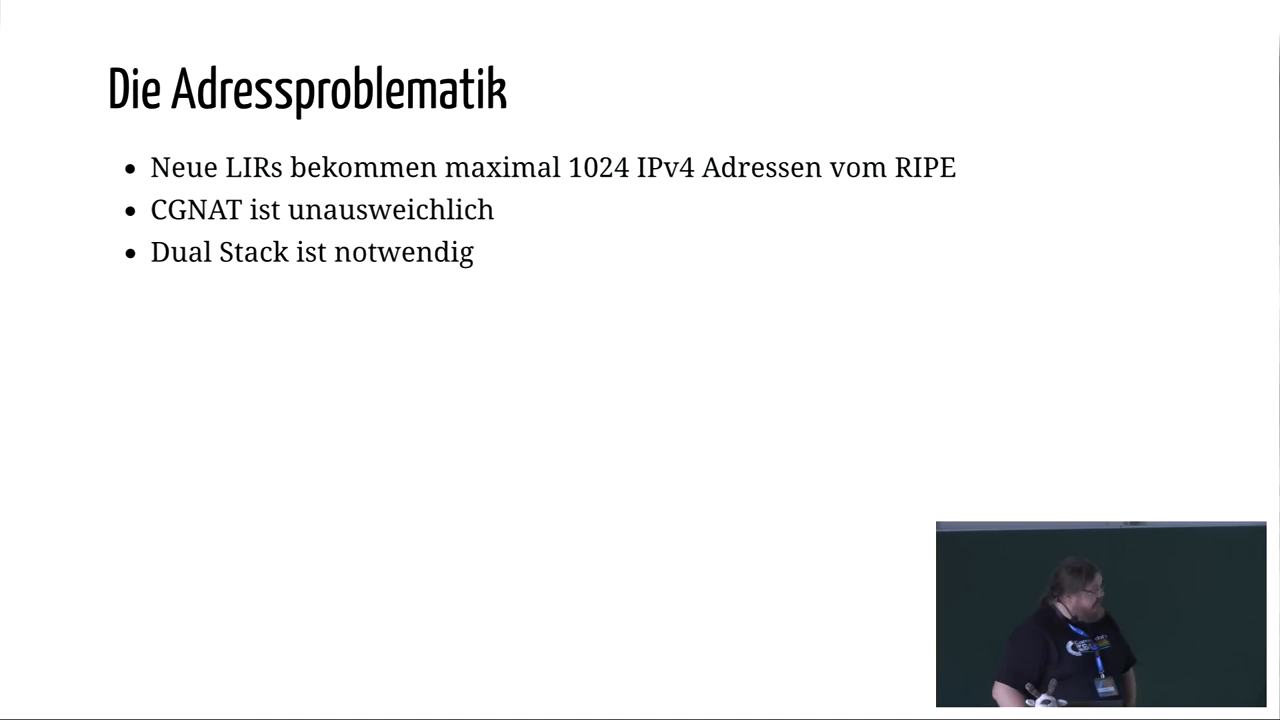 Die Adressproblematik
Neue LIRs bekommen maximal 1024 IPv4 Adressen vom RIPE
CGNAT ist unausweichlich
Dual Stack ist notwendig